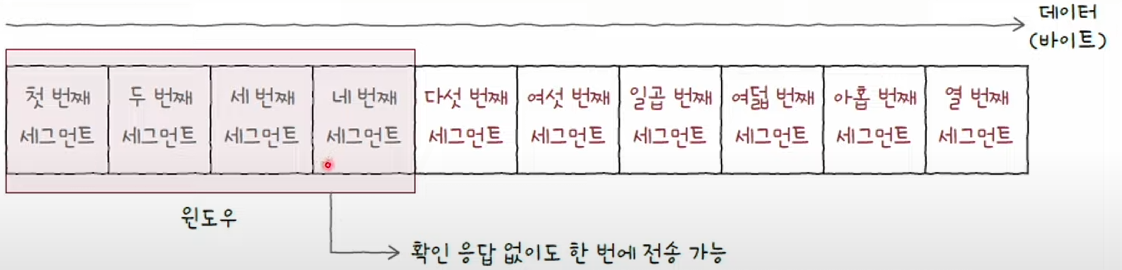 데이터
(바이트)
첫 번째 두 번째 세 번째 네 번째 다섯 번째 여섯 번째 일곱 번째 여덟 번째 아홉 번째 열 번째
세그먼트 세그먼트 세그먼트 세그먼트 세그먼트 세그먼트 세그먼트 세그먼트 세그먼트 세그먼트
윈도우
확인 응답 없이도 한 번에 전송 가능